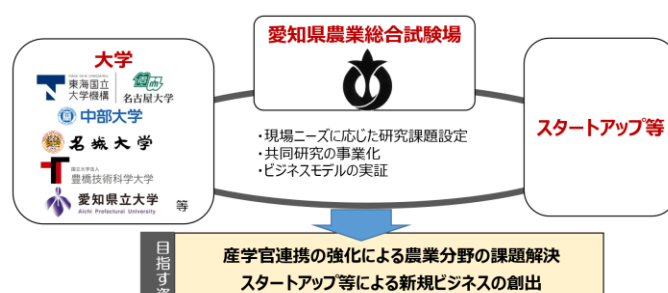 大学
東海国立
大学機構
名古屋大学
中部大学
名城大学
国立大学法人
豊橋技術科学大学
愛知県立大学
Aichi Prefectural University
等
愛知県農業総合試験場
・現場ニーズに応じた研究課題設定
・共同研究の事業化
・ビジネスモデルの実証
スタートアップ等
目指す姿
産学官連携の強化による農業分野の課題解決
スタートアップ等による新規ビジネスの創出